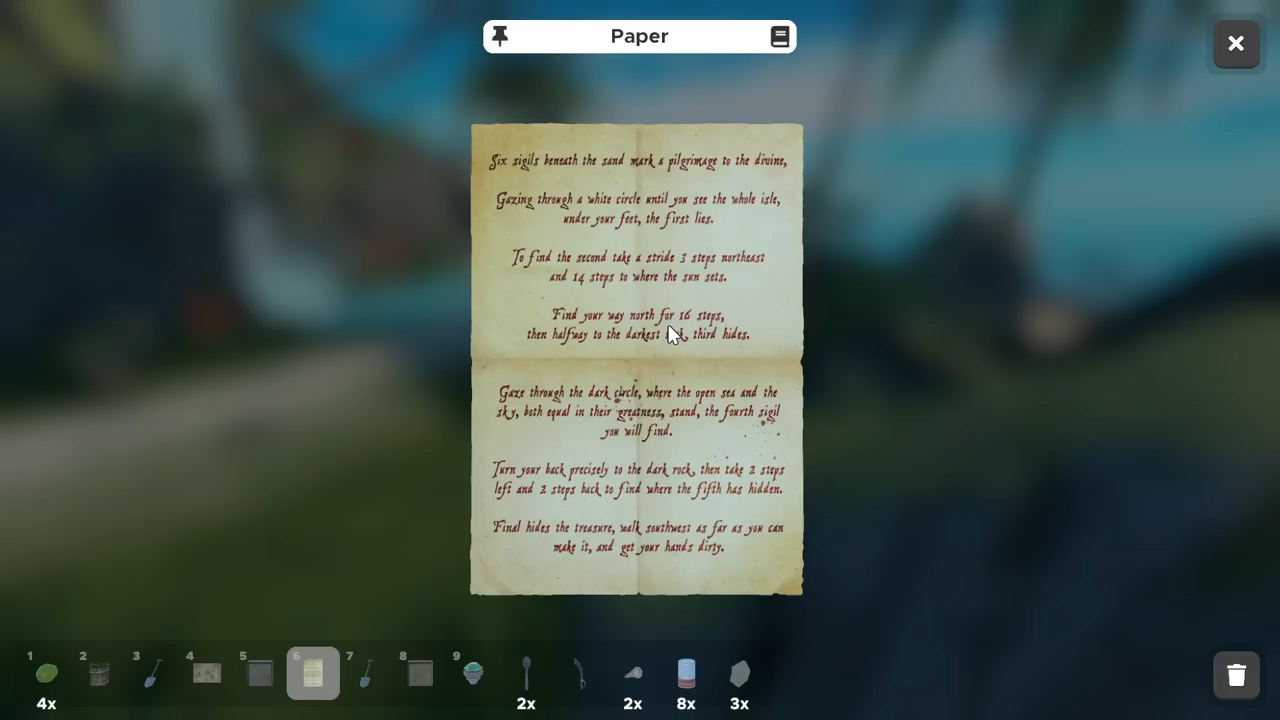 Paper
Six sigils beneath the sand mark a pilgrimage to the divine,
Gazing through a white circle until you see the whole isle,
under your feet, the first lies.
To find the second take a stride 3 steps northeast
and 14 steps to where the sun sets.
Find your way north for 16 steps,
then halfway to the darkest , third hides.
Gaze through the dark circle, where the open sea and the
sky, both equal in their greatness, stand, the fourth sigil
you will find.
Turn your back precisely to the dark rock, then take 2 steps
left and 2 steps back to find where the fifth has hidden.
Final hides the treasure, walk southwest as far as you can
make it, and get your hands dirty.
1 2 3 4 5 6 7 8 9
4x 2x 2x 8x 3x